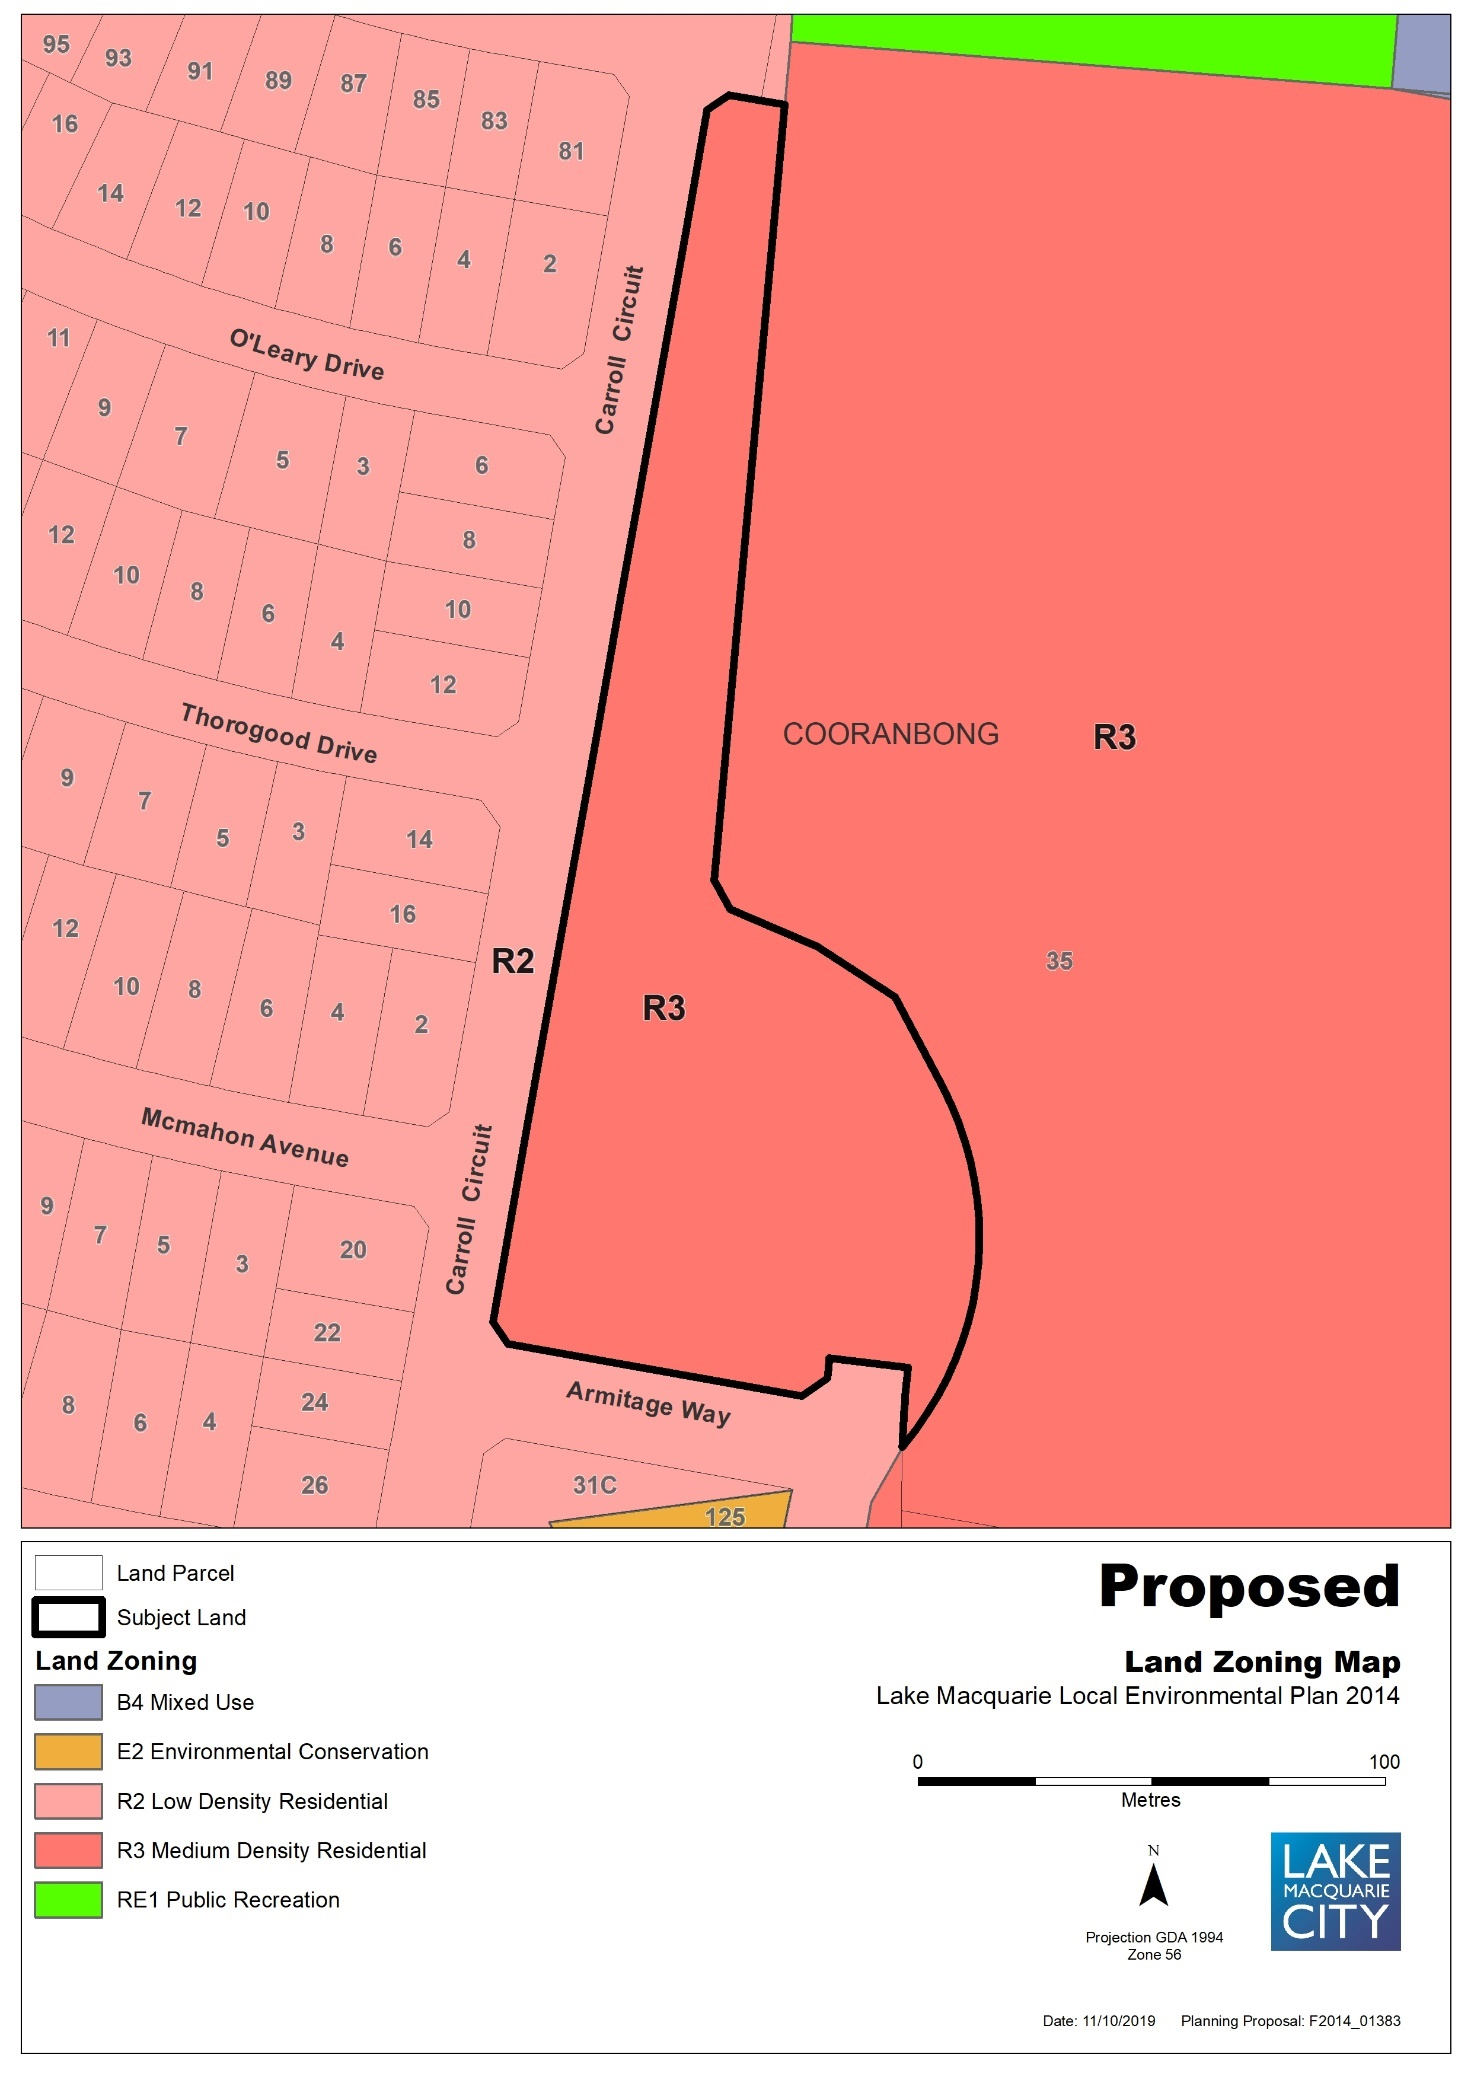 95
93
91
89
87
85
83
81
16
14
12
10
8
6
4
2
Carroll Circuit
O'Leary Drive
11
9
7
5
3
6
8
10
12
12
10
8
6
4
Thorogood Drive
COORANBONG
R3
9
7
5
3
14
16
12
10
8
6
4
2
R2
R3
35
Mcmahon Avenue
Carroll Circuit
9
7
5
3
20
22
24
26
8
6
4
Armitage Way
31C
125
Land Parcel
Subject Land
Land Zoning
B4 Mixed Use
E2 Environmental Conservation
R2 Low Density Residential
R3 Medium Density Residential
RE1 Public Recreation
Proposed
Land Zoning Map
Lake Macquarie Local Environmental Plan 2014
0 100
Metres
N
Projection GDA 1994
Zone 56
LAKE
MACQUARIE
CITY
Date: 11/10/2019 Planning Proposal: F2014_01383